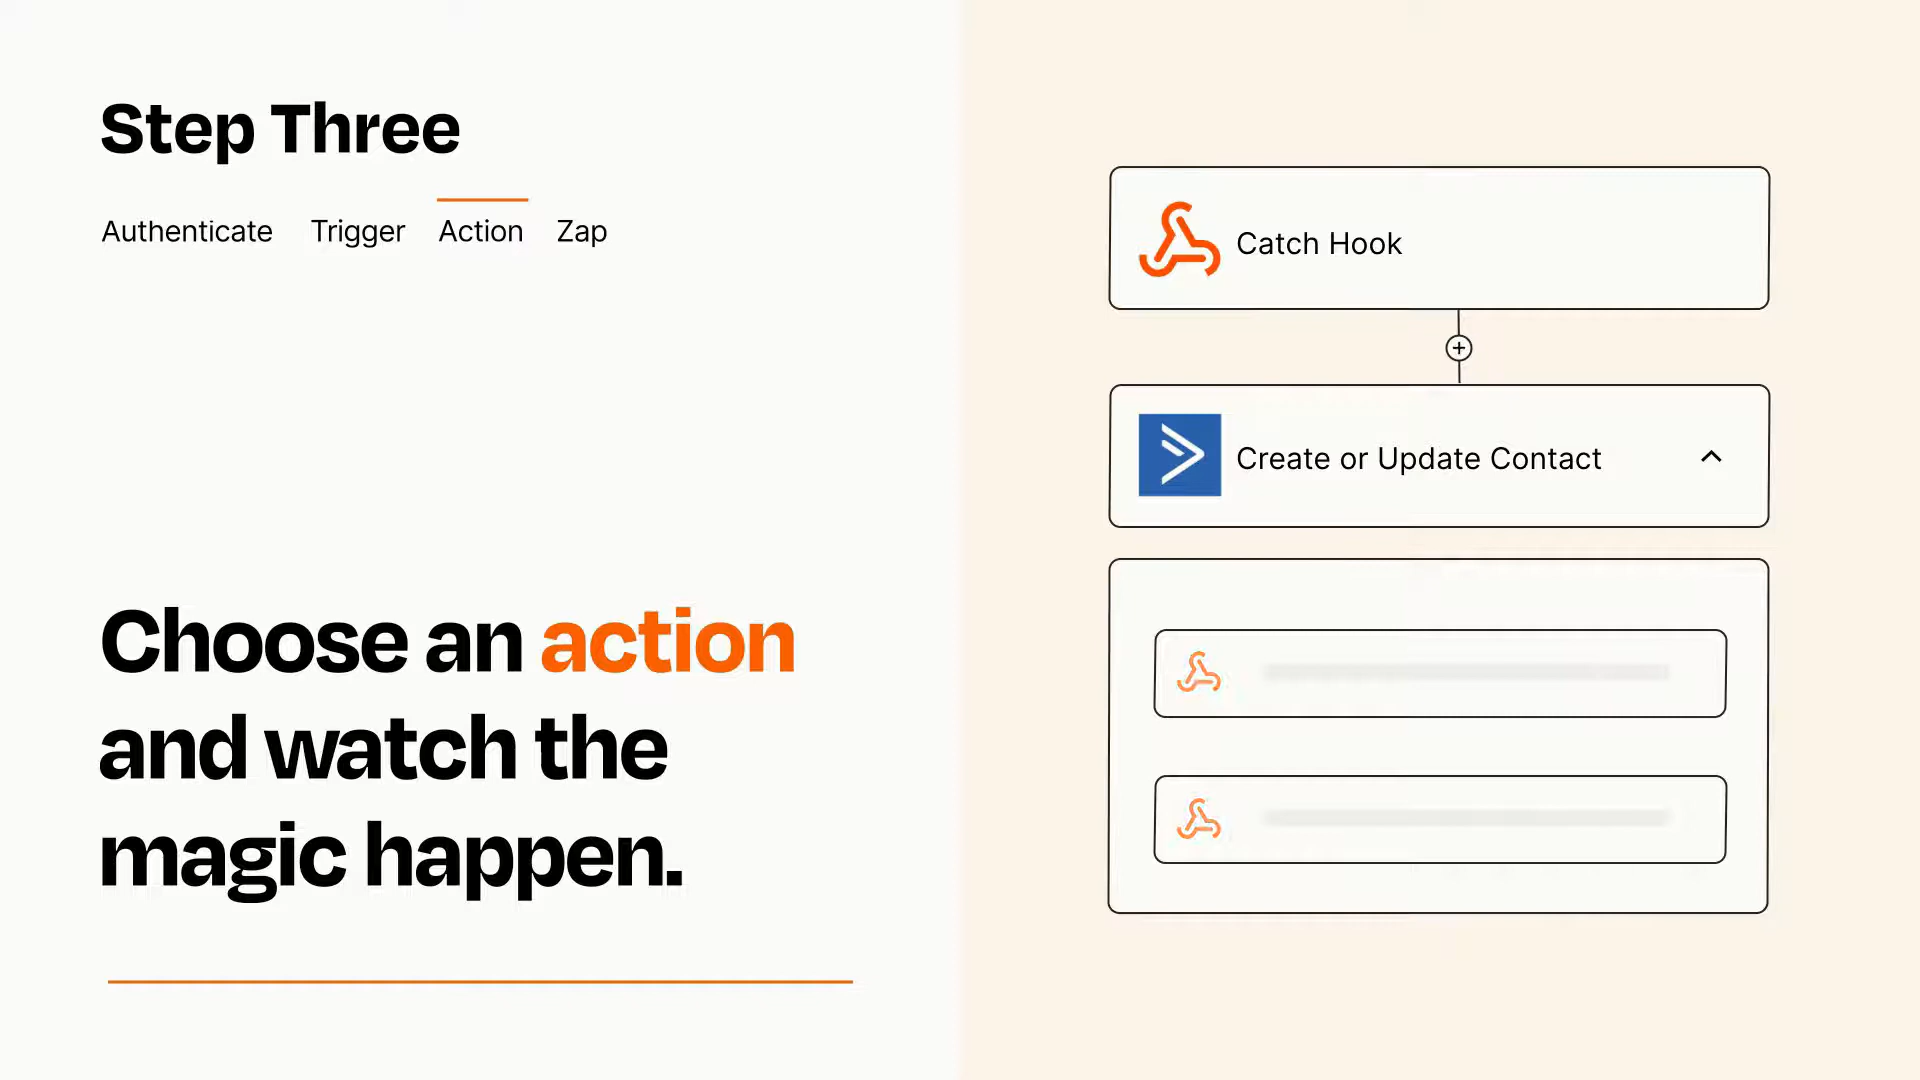 Step Three
Authenticate Trigger Action Zap
Choose an action
and watch the
magic happen.
Catch Hook
Create or Update Contact